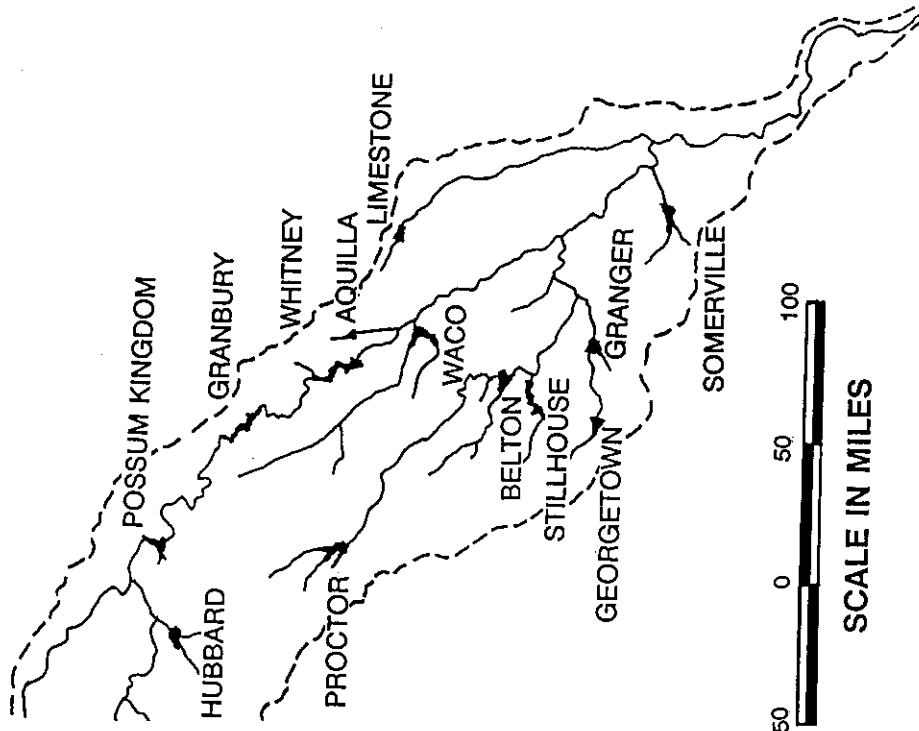 POSSUM KINGDOM
GRANBURY
WHITNEY
AQUILLA
LIMESTONE
HUBBARD
PROCTOR
WACO
BELTON
STILLHOUSE
GEORGETOWN
GRANGER
SOMERVILLE
50 0 50 100
SCALE IN MILES